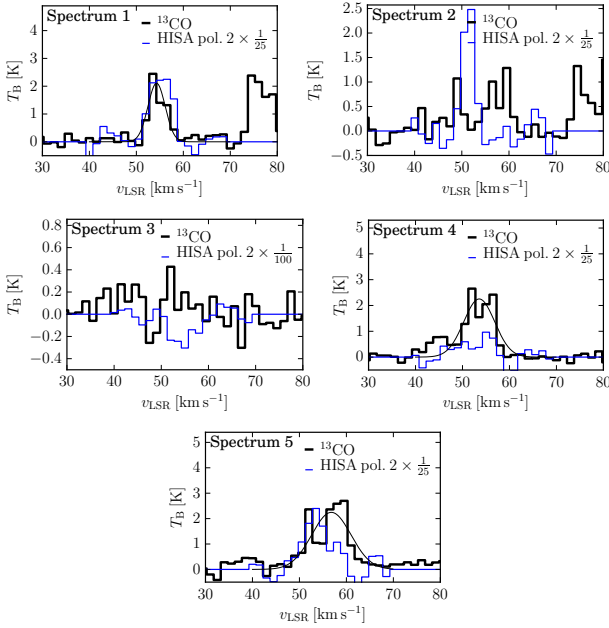 Spectrum 1
¹³CO
HISA pol. 2 × 1/25
T_B [K]
4
3
2
1
0
30 40 50 60 70 80
v_LSR [km s⁻¹]
Spectrum 2
¹³CO
HISA pol. 2 × 1/25
T_B [K]
2.5
2.0
1.5
1.0
0.5
0.0
−0.5
30 40 50 60 70 80
v_LSR [km s⁻¹]
Spectrum 3
¹³CO
HISA pol. 2 × 1/100
T_B [K]
0.8
0.6
0.4
0.2
0.0
−0.2
−0.4
30 40 50 60 70 80
v_LSR [km s⁻¹]
Spectrum 4
¹³CO
HISA pol. 2 × 1/25
T_B [K]
5
4
3
2
1
0
30 40 50 60 70 80
v_LSR [km s⁻¹]
Spectrum 5
¹³CO
HISA pol. 2 × 1/25
T_B [K]
5
4
3
2
1
0
30 40 50 60 70 80
v_LSR [km s⁻¹]